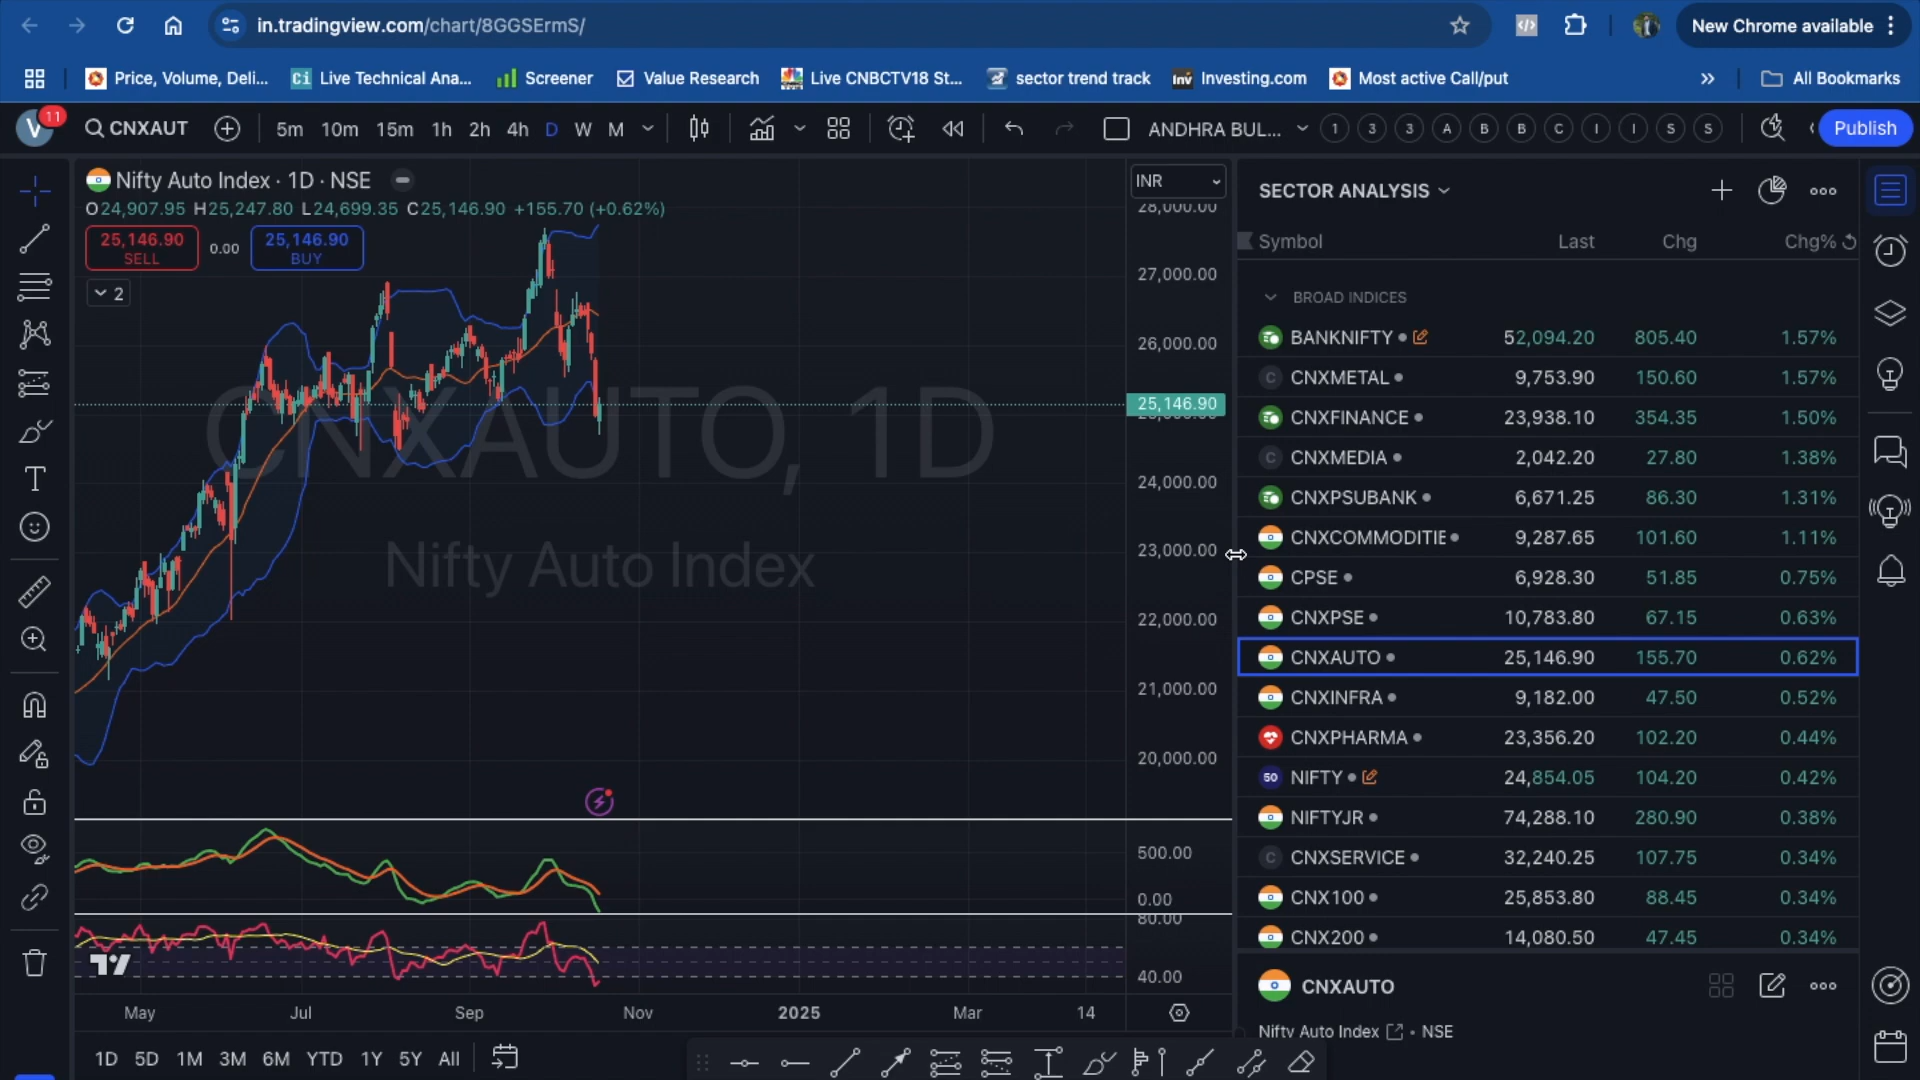 in.tradingview.com/chart/8GGSErmS/
New Chrome available
Price, Volume, Deli...
Live Technical Ana...
Screener
Value Research
Live CNBCTV18 St...
sector trend track
Investing.com
Most active Call/put
All Bookmarks
V 11 CNXAUT 5m 10m 15m 1h 2h 4h D W M ANDHRA BUL... 1 3 3 A B B C I I S S Publish
Nifty Auto Index · 1D · NSE
O24,907.95 H25,247.80 L24,699.35 C25,146.90 +155.70 (+0.62%)
25,146.90 SELL
0.00
25,146.90 BUY
2
CNXAUTO, 1D
Nifty Auto Index
INR
28,000.00
27,000.00
26,000.00
25,146.90
24,000.00
23,000.00
22,000.00
21,000.00
20,000.00
500.00
0.00
80.00
40.00
May Jul Sep Nov 2025 Mar 14
1D 5D 1M 3M 6M YTD 1Y 5Y All
SECTOR ANALYSIS
Symbol Last Chg Chg%
BROAD INDICES
BANKNIFTY 52,094.20 805.40 1.57%
CNXMETAL 9,753.90 150.60 1.57%
CNXFINANCE 23,938.10 354.35 1.50%
CNXMEDIA 2,042.20 27.80 1.38%
CNXPSUBANK 6,671.25 86.30 1.31%
CNXCOMMODITIE 9,287.65 101.60 1.11%
CPSE 6,928.30 51.85 0.75%
CNXPSE 10,783.80 67.15 0.63%
CNXAUTO 25,146.90 155.70 0.62%
CNXINFRA 9,182.00 47.50 0.52%
CNXPHARMA 23,356.20 102.20 0.44%
50 NIFTY 24,854.05 104.20 0.42%
NIFTYJR 74,288.10 280.90 0.38%
CNXSERVICE 32,240.25 107.75 0.34%
CNX100 25,853.80 88.45 0.34%
CNX200 14,080.50 47.45 0.34%
CNXAUTO
Nifty Auto Index • NSE